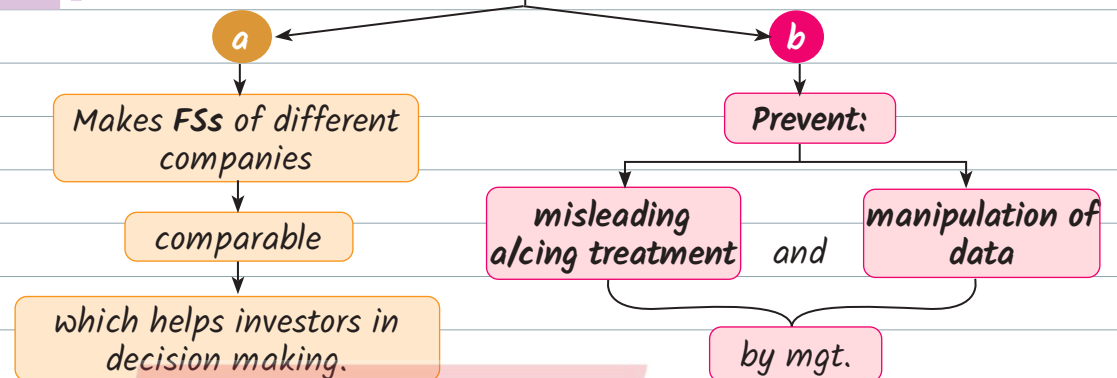 a
b
Makes FSs of different
companies
Prevent:
comparable
misleading
a/cing treatment
and
manipulation of
data
which helps investors in
decision making.
by mgt.